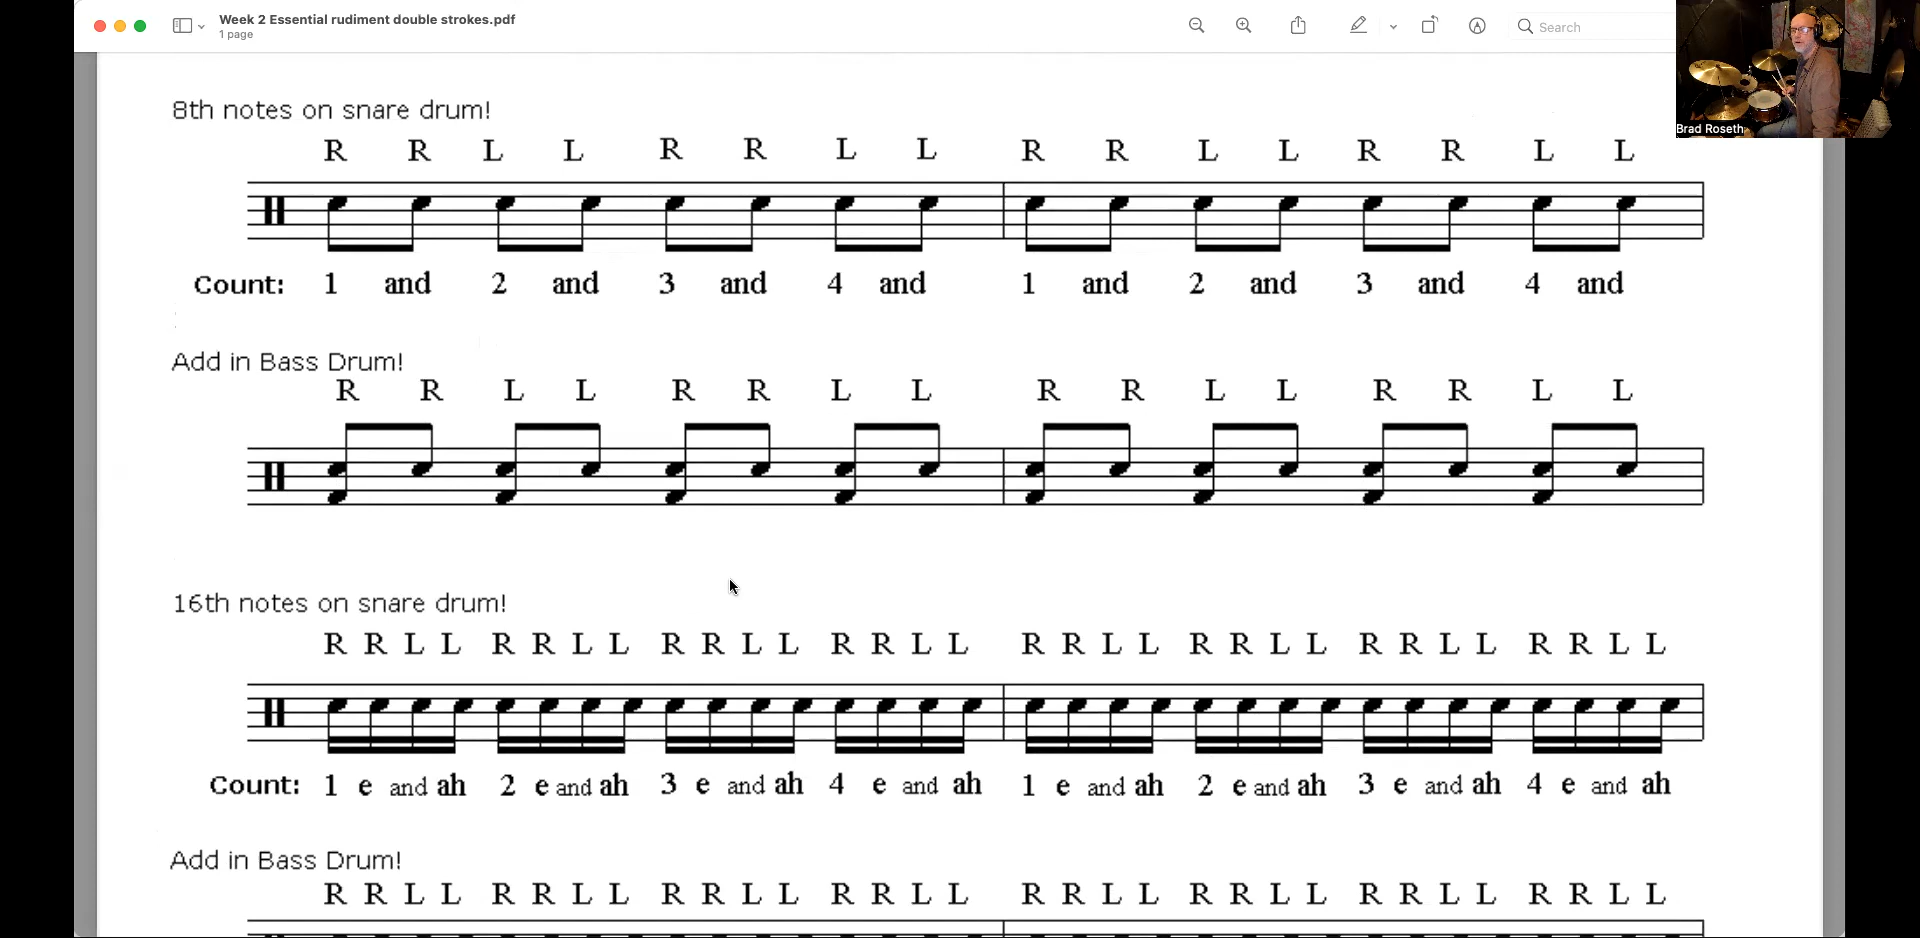 Week 2 Essential rudiment double strokes.pdf
1 page
Search
Brad Roseth
8th notes on snare drum!
R R L L R R L L R R L L R R L L
Count: 1 and 2 and 3 and 4 and 1 and 2 and 3 and 4 and
Add in Bass Drum!
R R L L R R L L R R L L R R L L
16th notes on snare drum!
R R L L R R L L R R L L R R L L R R L L R R L L R R L L R R L L
Count: 1 e and ah 2 e and ah 3 e and ah 4 e and ah 1 e and ah 2 e and ah 3 e and ah 4 e and ah
Add in Bass Drum!
R R L L R R L L R R L L R R L L R R L L R R L L R R L L R R L L